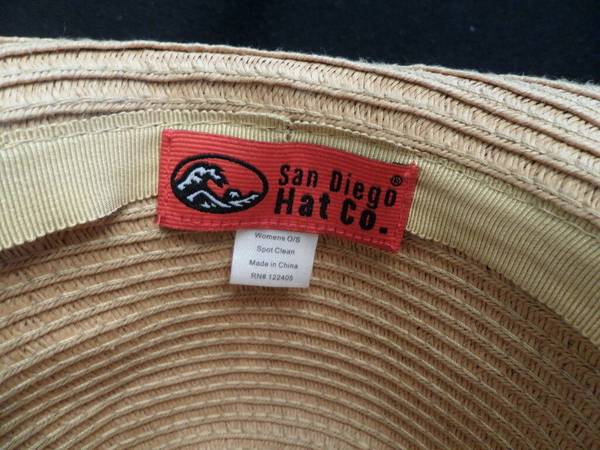 San Diego®
Hat Co.
Womens O/S
Spot Clean
Made in China
RN# 122405